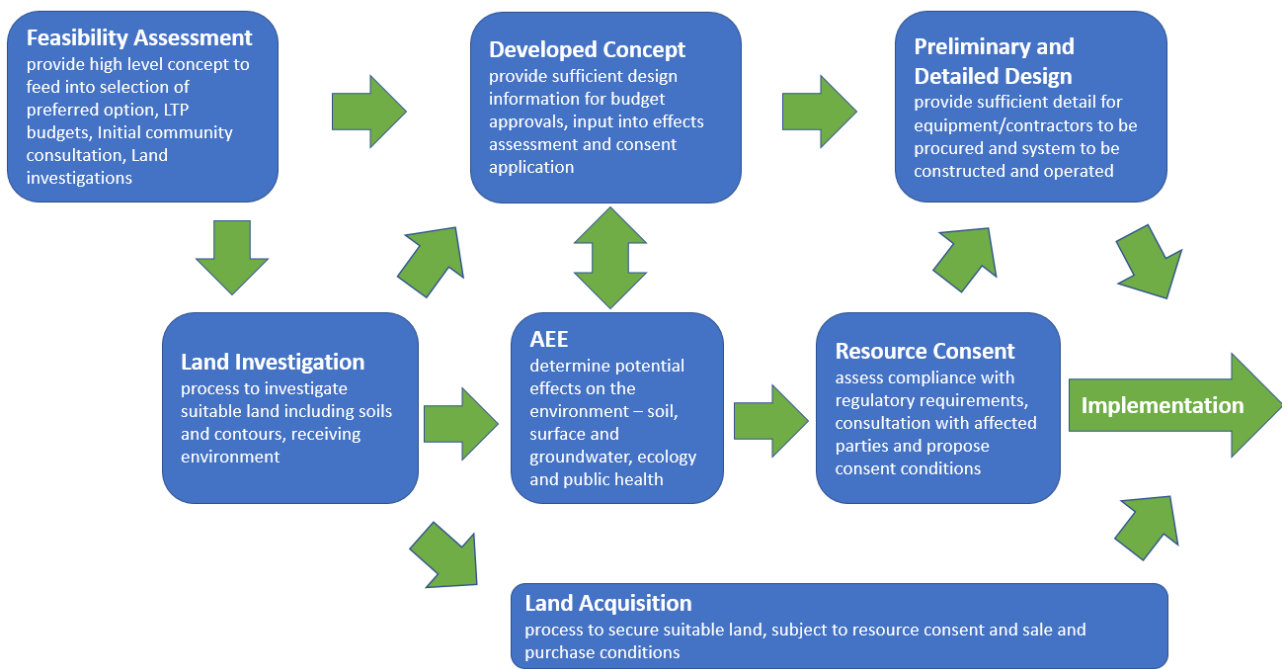 Feasibility Assessment
provide high level concept to
feed into selection of
preferred option, LTP
budgets, Initial community
consultation, Land
investigations
Developed Concept
provide sufficient design
information for budget
approvals, input into effects
assessment and consent
application
Preliminary and
Detailed Design
provide sufficient detail for
equipment/contractors to be
procured and system to be
constructed and operated
Land Investigation
process to investigate
suitable land including soils
and contours, receiving
environment
AEE
determine potential
effects on the
environment – soil,
surface and
groundwater, ecology
and public health
Resource Consent
assess compliance with
regulatory requirements,
consultation with affected
parties and propose
consent conditions
Implementation
Land Acquisition
process to secure suitable land, subject to resource consent and sale and
purchase conditions